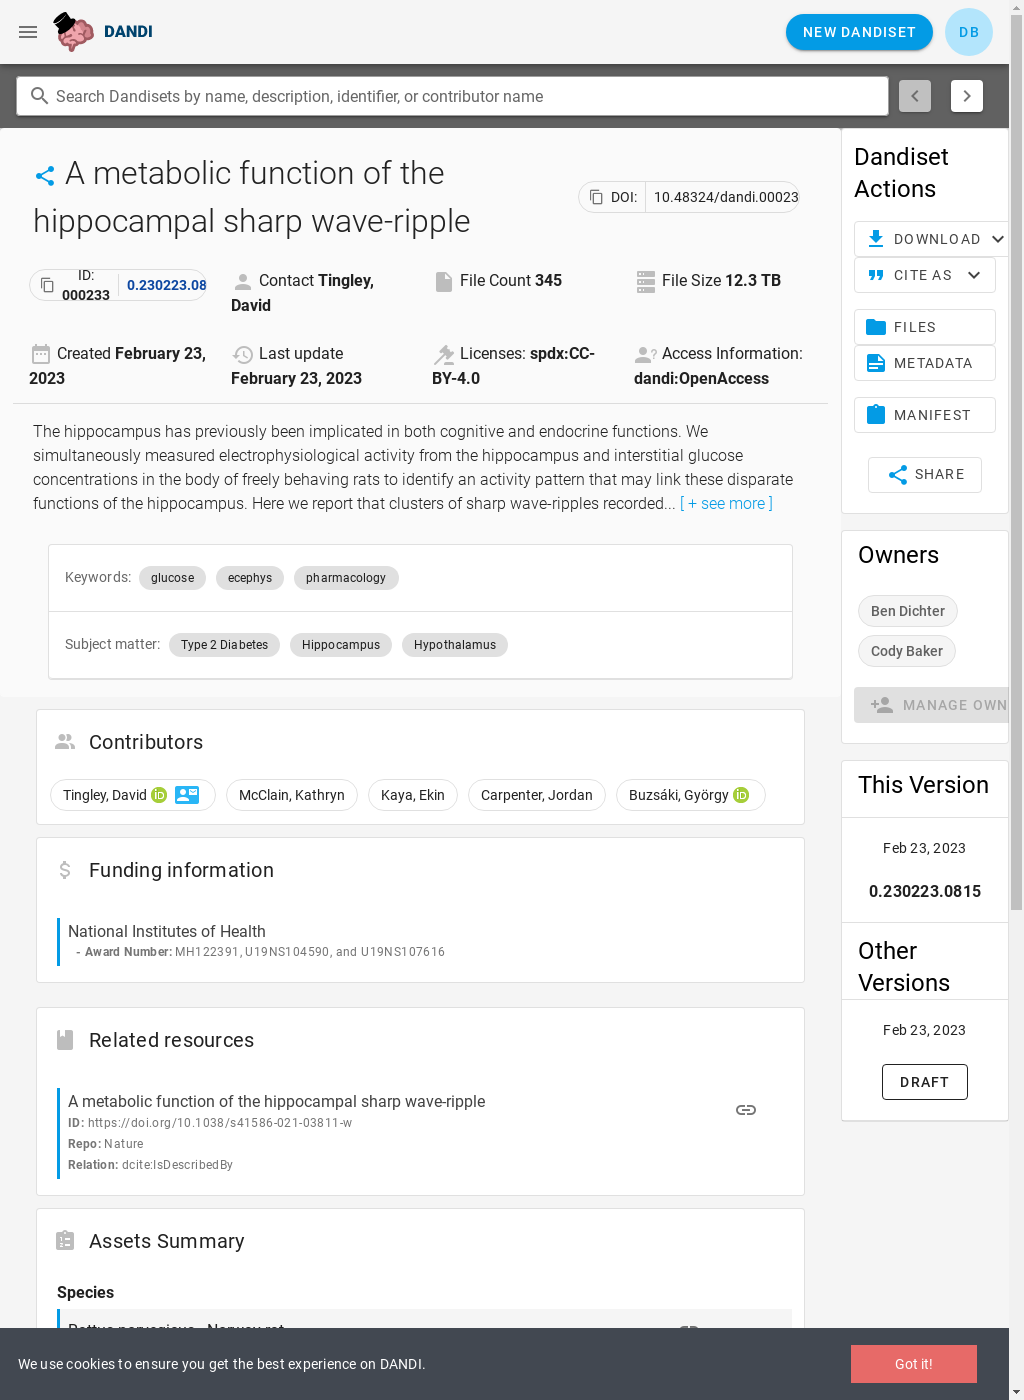 DANDI
NEW DANDISET
DB
Search Dandisets by name, description, identifier, or contributor name
A metabolic function of the
hippocampal sharp wave-ripple
DOI: 10.48324/dandi.00023
ID:
000233
0.230223.08
Contact Tingley,
David
File Count 345
File Size 12.3 TB
Created February 23,
2023
Last update
February 23, 2023
Licenses: spdx:CC-
BY-4.0
Access Information:
dandi:OpenAccess
The hippocampus has previously been implicated in both cognitive and endocrine functions. We
simultaneously measured electrophysiological activity from the hippocampus and interstitial glucose
concentrations in the body of freely behaving rats to identify an activity pattern that may link these disparate
functions of the hippocampus. Here we report that clusters of sharp wave-ripples recorded... [ + see more ]
Keywords: glucose ecephys pharmacology
Subject matter: Type 2 Diabetes Hippocampus Hypothalamus
Contributors
Tingley, David iD McClain, Kathryn Kaya, Ekin Carpenter, Jordan Buzsáki, György iD
Funding information
National Institutes of Health
- Award Number: MH122391, U19NS104590, and U19NS107616
Related resources
A metabolic function of the hippocampal sharp wave-ripple
ID: https://doi.org/10.1038/s41586-021-03811-w
Repo: Nature
Relation: dcite:IsDescribedBy
Assets Summary
Species
Rattus norvegicus - Norway rat
Dandiset
Actions
DOWNLOAD
CITE AS
FILES
METADATA
MANIFEST
SHARE
Owners
Ben Dichter
Cody Baker
MANAGE OWN
This Version
Feb 23, 2023
0.230223.0815
Other
Versions
Feb 23, 2023
DRAFT
We use cookies to ensure you get the best experience on DANDI.
Got it!